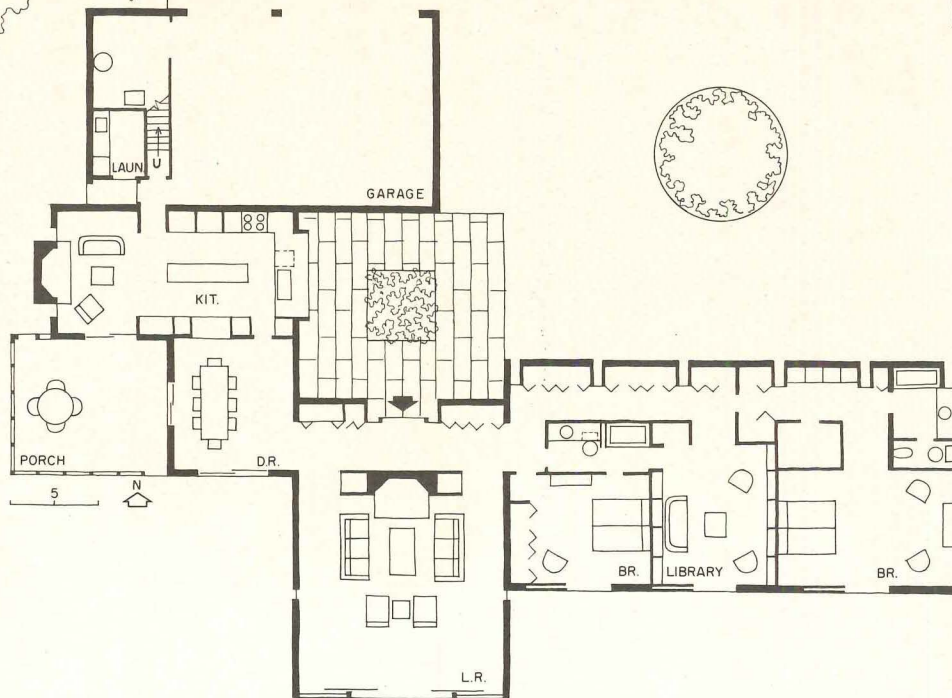 LAUN
U
GARAGE
KIT.
PORCH
D.R.
5
N
BR.
LIBRARY
BR.
L.R.